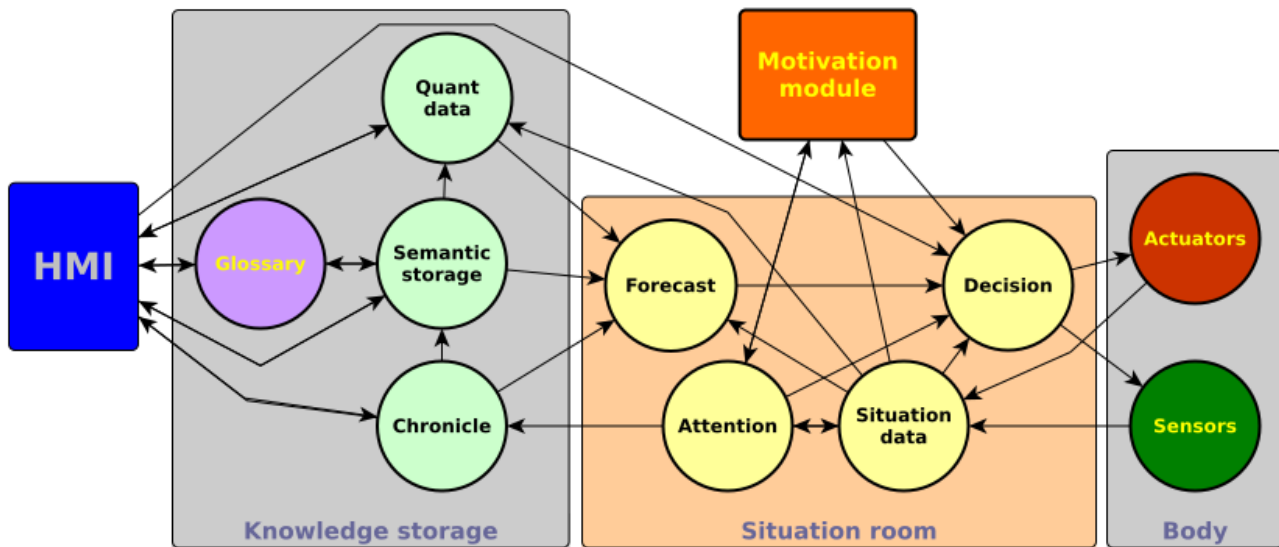 Quant
data
Motivation
module
HMI
Glossary
Semantic
storage
Forecast
Decision
Actuators
Chronicle
Attention
Situation
data
Sensors
Knowledge storage
Situation room
Body